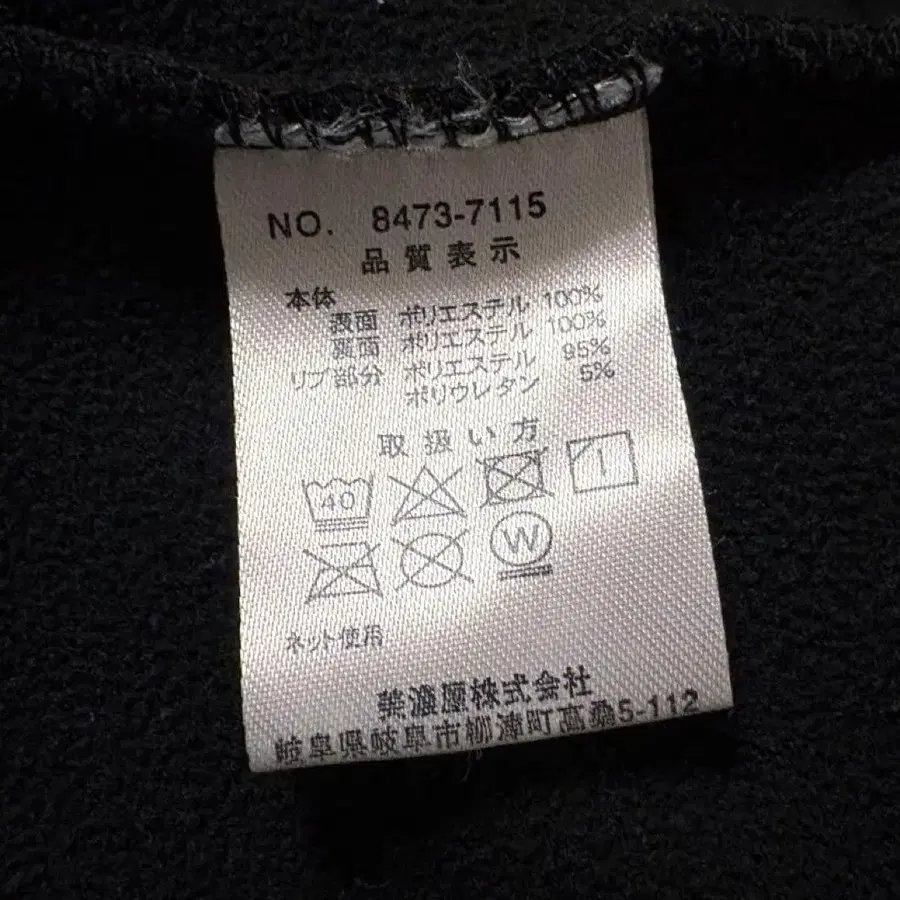 NO. 8473-7115
品質表示
本体
表面 ポリエステル 100%
裏面 ポリエステル 100%
リブ部分 ポリエステル 95%
ポリウレタン 5%
取扱い方
40
W
ネット使用
美濃屋株式会社
岐阜県岐阜市柳津町高桑5-112